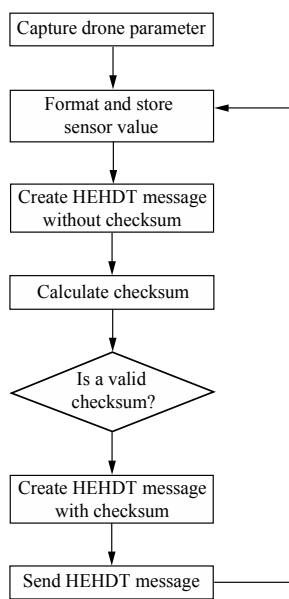 Capture drone parameter
Format and store
sensor value
Create HEHDT message
without checksum
Calculate checksum
Is a valid
checksum?
Create HEHDT message
with checksum
Send HEHDT message